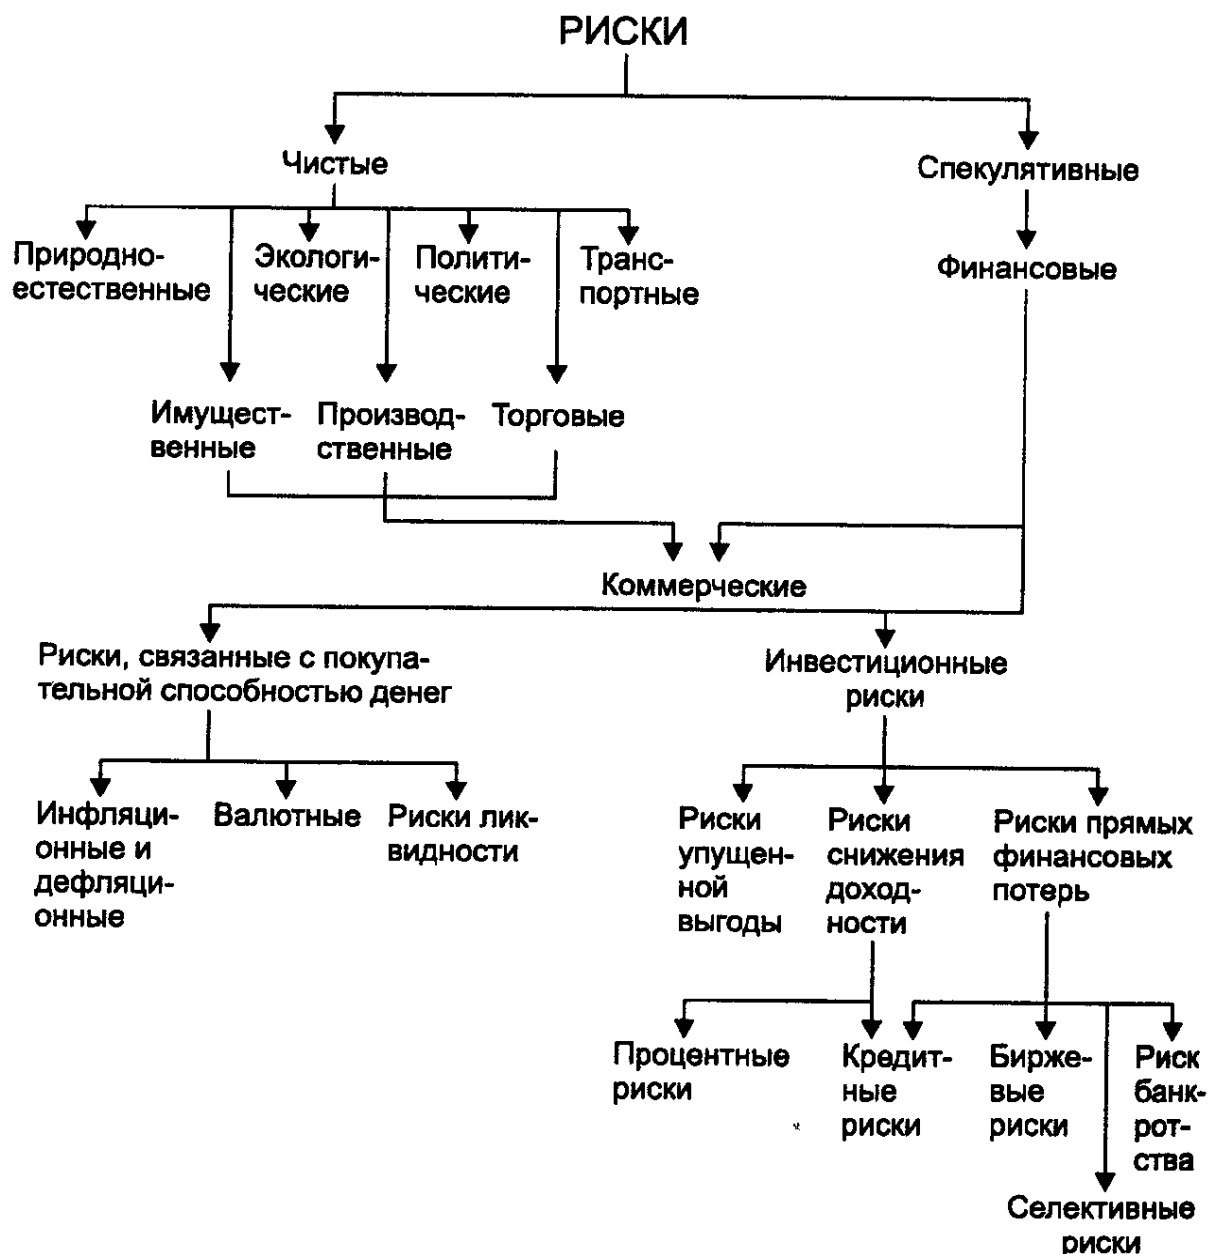 РИСКИ
Чистые
Спекулятивные
Природно-
естественные
Экологи-
ческие
Полити-
ческие
Транс-
портные
Финансовые
Имущест-
венные
Производ-
ственные
Торговые
Коммерческие
Риски, связанные с покупа-
тельной способностью денег
Инвестиционные
риски
Инфляци-
онные и
дефляци-
онные
Валютные
Риски лик-
видности
Риски
упущен-
ной
выгоды
Риски
снижения
доход-
ности
Риски прямых
финансовых
потерь
Процентные
риски
Кредит-
ные
риски
Бирже-
вые
риски
Риск
банк-
рот-
ства
Селективные
риски